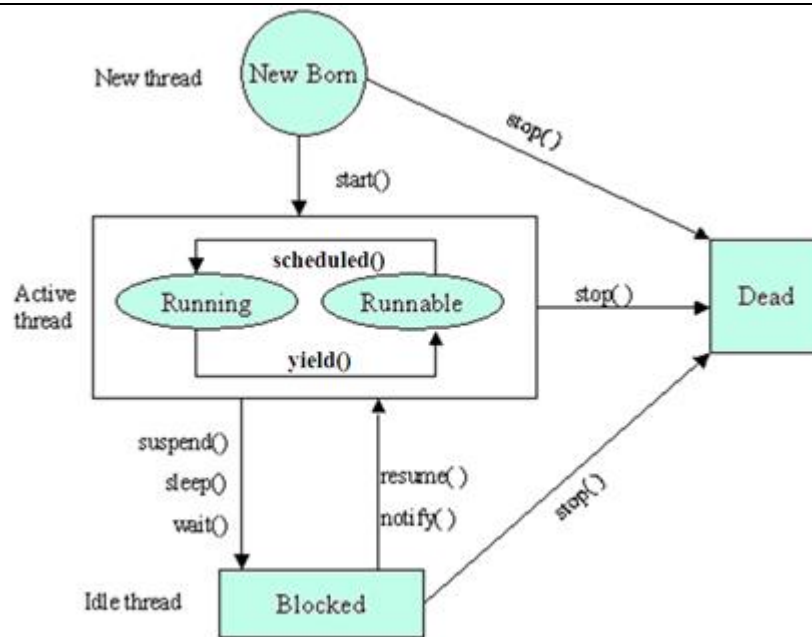 New thread
New Born
stop( )
start()
scheduled()
Active
thread
Running
Runnable
stop( )
Dead
yield()
suspend()
sleep()
wait()
resume( )
notify( )
stop( )
Idle thread
Blocked